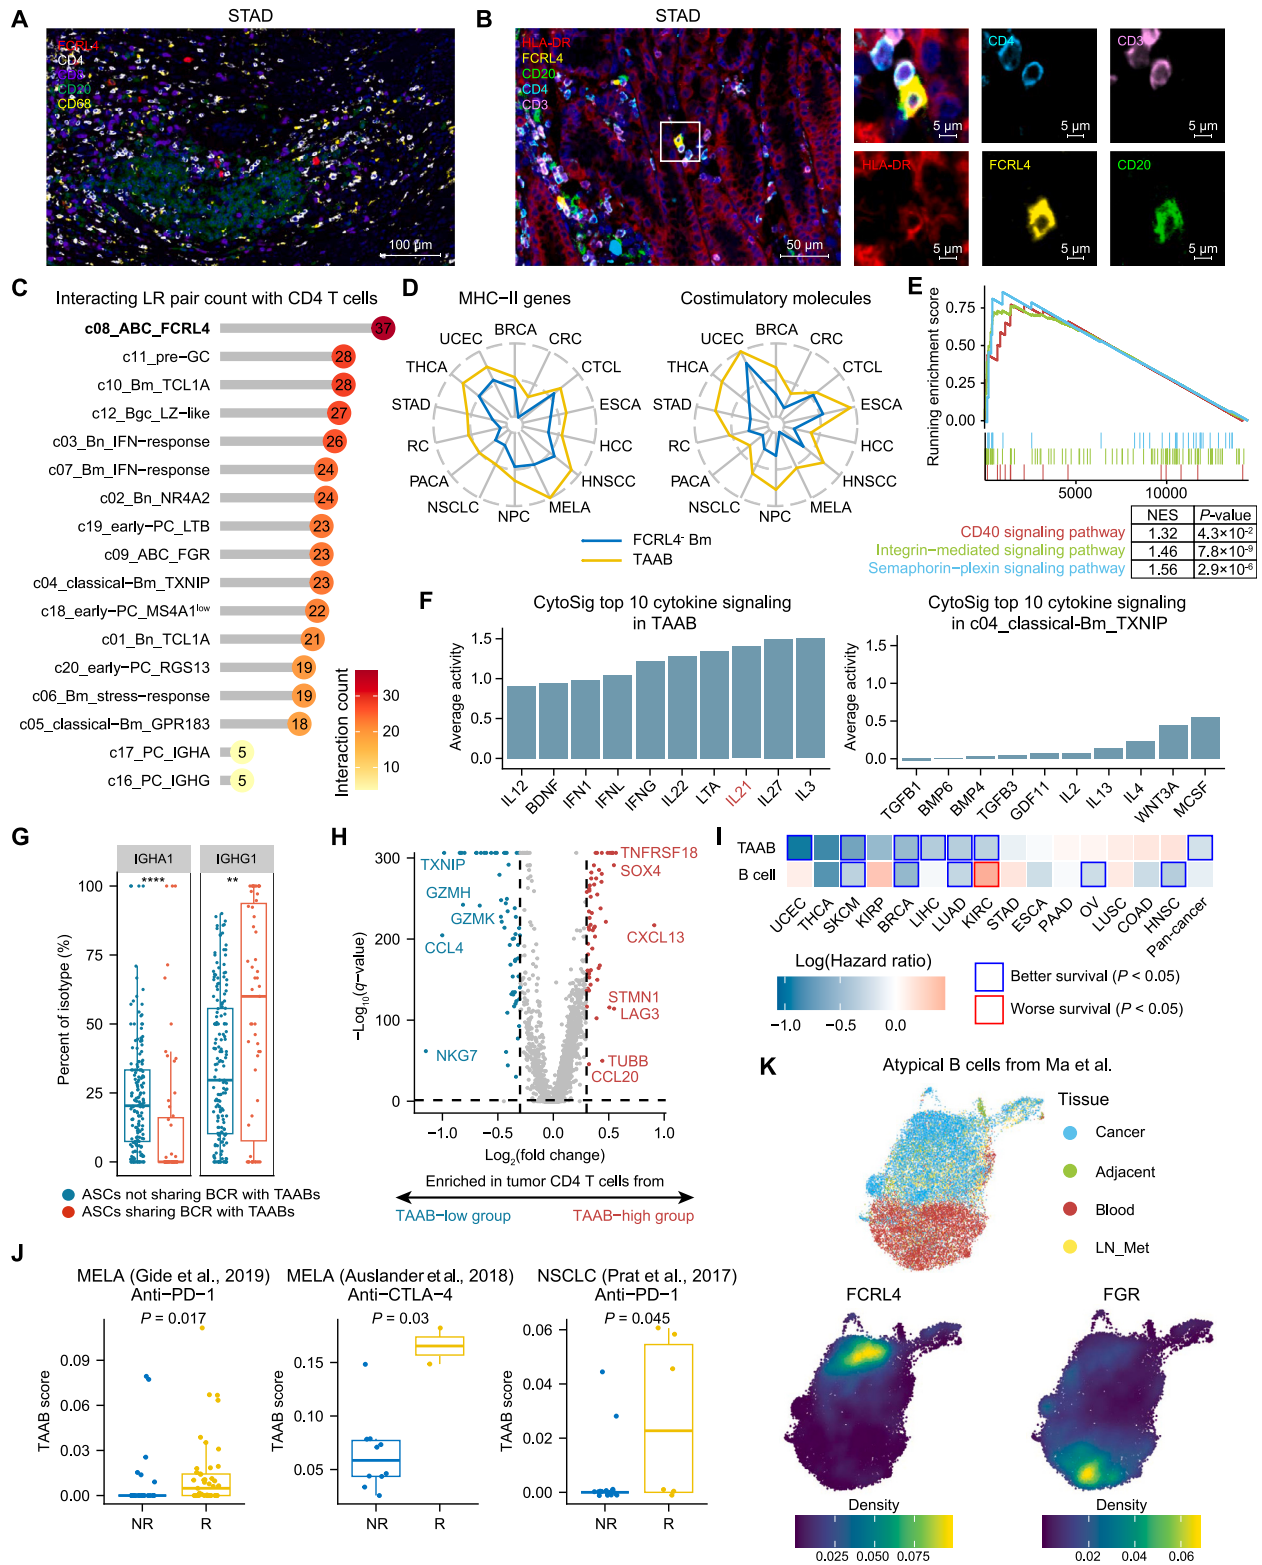 A
STAD
FCRL4
CD4
CD8
CD20
CD68
100 μm
B
STAD
HLA-DR
FCRL4
CD20
CD4
CD3
50 μm
5 μm
CD4
5 μm
CD3
5 μm
HLA-DR
5 μm
FCRL4
5 μm
CD20
5 μm
C
Interacting LR pair count with CD4 T cells
c08_ABC_FCRL4 37
c11_pre-GC 28
c10_Bm_TCL1A 28
c12_Bgc_LZ-like 27
c03_Bn_IFN-response 26
c07_Bm_IFN-response 24
c02_Bn_NR4A2 24
c19_early-PC_LTB 23
c09_ABC_FGR 23
c04_classical-Bm_TXNIP 23
c18_early-PC_MS4A1low 22
c01_Bn_TCL1A 21
c20_early-PC_RGS13 19
c06_Bm_stress-response 19
c05_classical-Bm_GPR183 18
c17_PC_IGHA 5
c16_PC_IGHG 5
Interaction count
30
20
10
D
MHC-II genes
BRCA
CRC
CTCL
ESCA
HCC
HNSCC
MELA
NPC
NSCLC
PACA
RC
STAD
THCA
UCEC
Costimulatory molecules
BRCA
CRC
CTCL
ESCA
HCC
HNSCC
MELA
NPC
NSCLC
PACA
RC
STAD
THCA
UCEC
FCRL4- Bm
TAAB
E
Running enrichment score
0.75
0.50
0.25
0.00
5000 10000
NES P-value
CD40 signaling pathway 1.32 4.3×10-2
Integrin-mediated signaling pathway 1.46 7.8×10-9
Semaphorin-plexin signaling pathway 1.56 2.9×10-6
F
CytoSig top 10 cytokine signaling
in TAAB
Average activity
1.5
1.0
0.5
0.0
IL12 BDNF IFN1 IFNL IFNG IL22 LTA IL21 IL27 IL3
CytoSig top 10 cytokine signaling
in c04_classical-Bm_TXNIP
Average activity
1.5
1.0
0.5
0.0
TGFB1 BMP6 BMP4 TGFB3 GDF11 IL2 IL13 IL4 WNT3A MCSF
G
IGHA1 IGHG1
**** **
Percent of isotype (%)
100
75
50
25
0
ASCs not sharing BCR with TAABs
ASCs sharing BCR with TAABs
H
−Log10(q−value)
300
200
100
0
TXNIP
GZMH
GZMK
CCL4
NKG7
TNFRSF18
SOX4
CXCL13
STMN1
LAG3
TUBB
CCL20
−1.0 −0.5 0.0 0.5 1.0
Log2(fold change)
Enriched in tumor CD4 T cells from
TAAB-low group TAAB-high group
I
TAAB
B cell
UCEC THCA SKCM KIRP BRCA LIHC LUAD KIRC STAD ESCA PAAD OV LUSC COAD HNSC Pan-cancer
Log(Hazard ratio)
−1.0 0.0
Better survival (P < 0.05)
Worse survival (P < 0.05)
J
MELA (Gide et al., 2019)
Anti-PD-1
P = 0.017
TAAB score
0.09
0.06
0.03
0.00
NR R
MELA (Auslander et al., 2018)
Anti-CTLA-4
P = 0.03
TAAB score
0.15
0.10
0.05
NR R
NSCLC (Prat et al., 2017)
Anti-PD-1
P = 0.045
TAAB score
0.06
0.04
0.02
0.00
NR R
K
Atypical B cells from Ma et al.
Tissue
Cancer
Adjacent
Blood
LN_Met
FCRL4
Density
0.025 0.050 0.075
FGR
Density
0.02 0.04 0.06